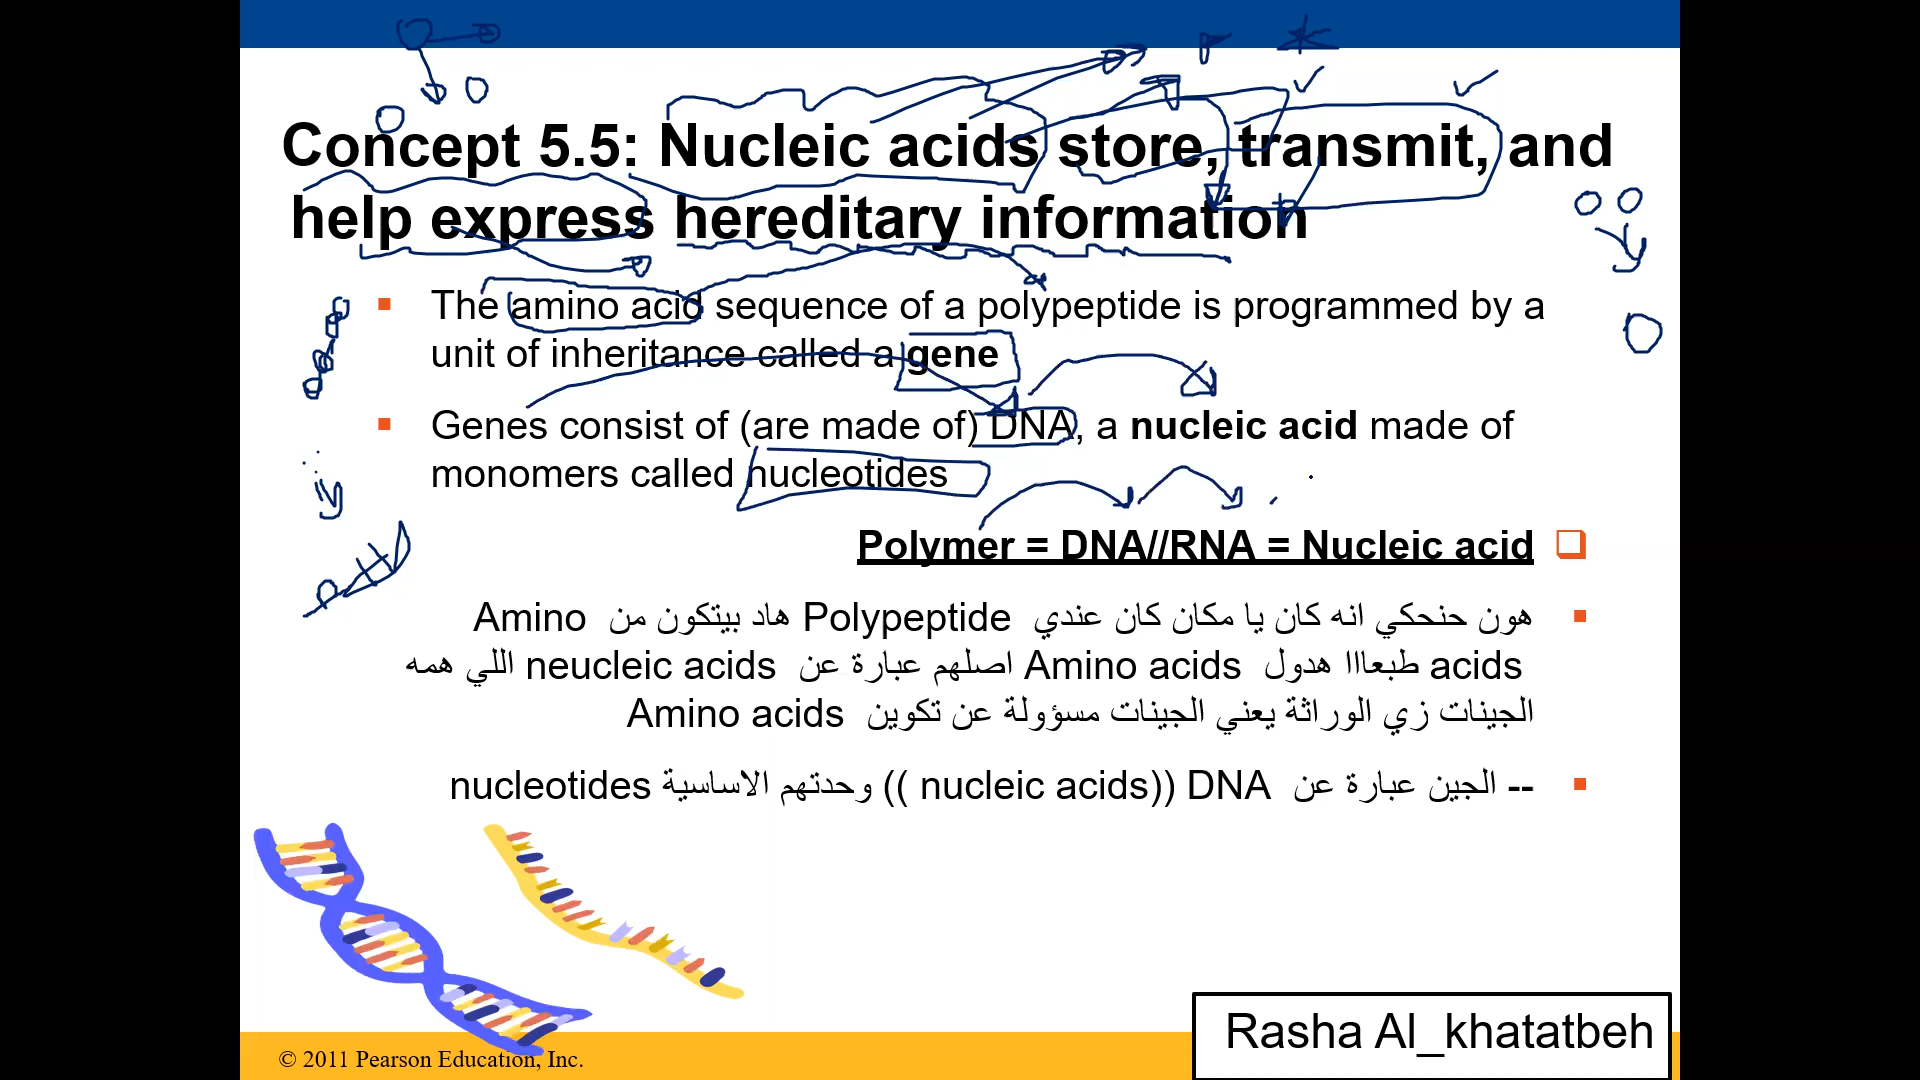 Concept 5.5: Nucleic acids store, transmit, and
help express hereditary information
The amino acid sequence of a polypeptide is programmed by a
unit of inheritance called a gene
Genes consist of (are made of) DNA, a nucleic acid made of
monomers called nucleotides
Polymer = DNA//RNA = Nucleic acid
هون حنحكي انه كان يا مكان كان عندي Polypeptide هاد بيتكون من Amino
acids طبعااا هدول Amino acids اصلهم عبارة عن neucleic acids اللي همه
الجينات زي الوراثة يعني الجينات مسؤولة عن تكوين Amino acids
-- الجين عبارة عن DNA ((nucleic acids )) وحدتهم الاساسية nucleotides
Rasha Al_khatatbeh
© 2011 Pearson Education, Inc.